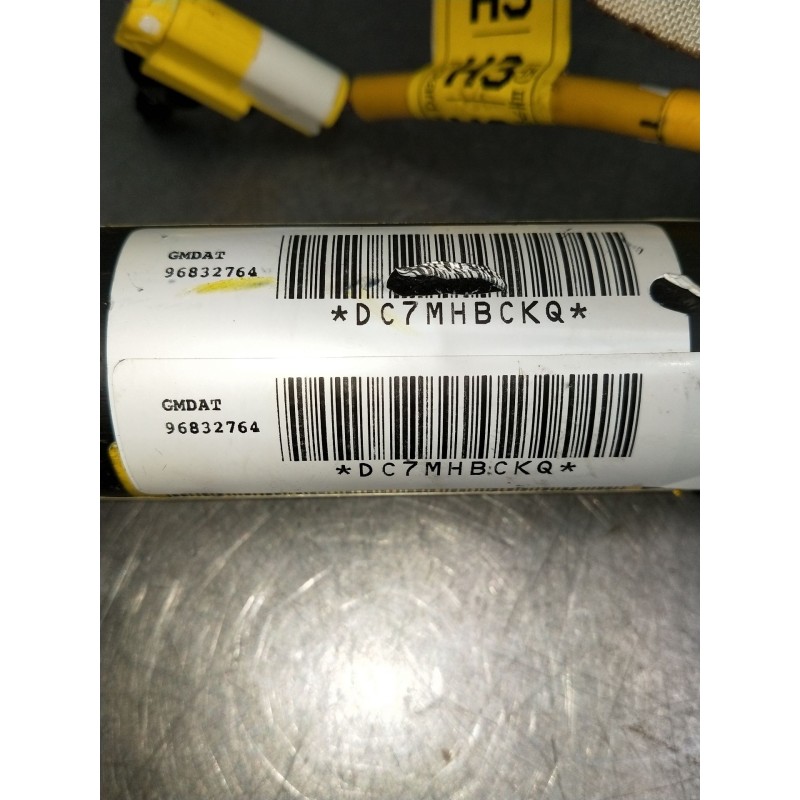 H3
H3
GMDAT
96832764
*DC7MHBCKQ*
GMDAT
96832764
*DC7MHBCKQ*